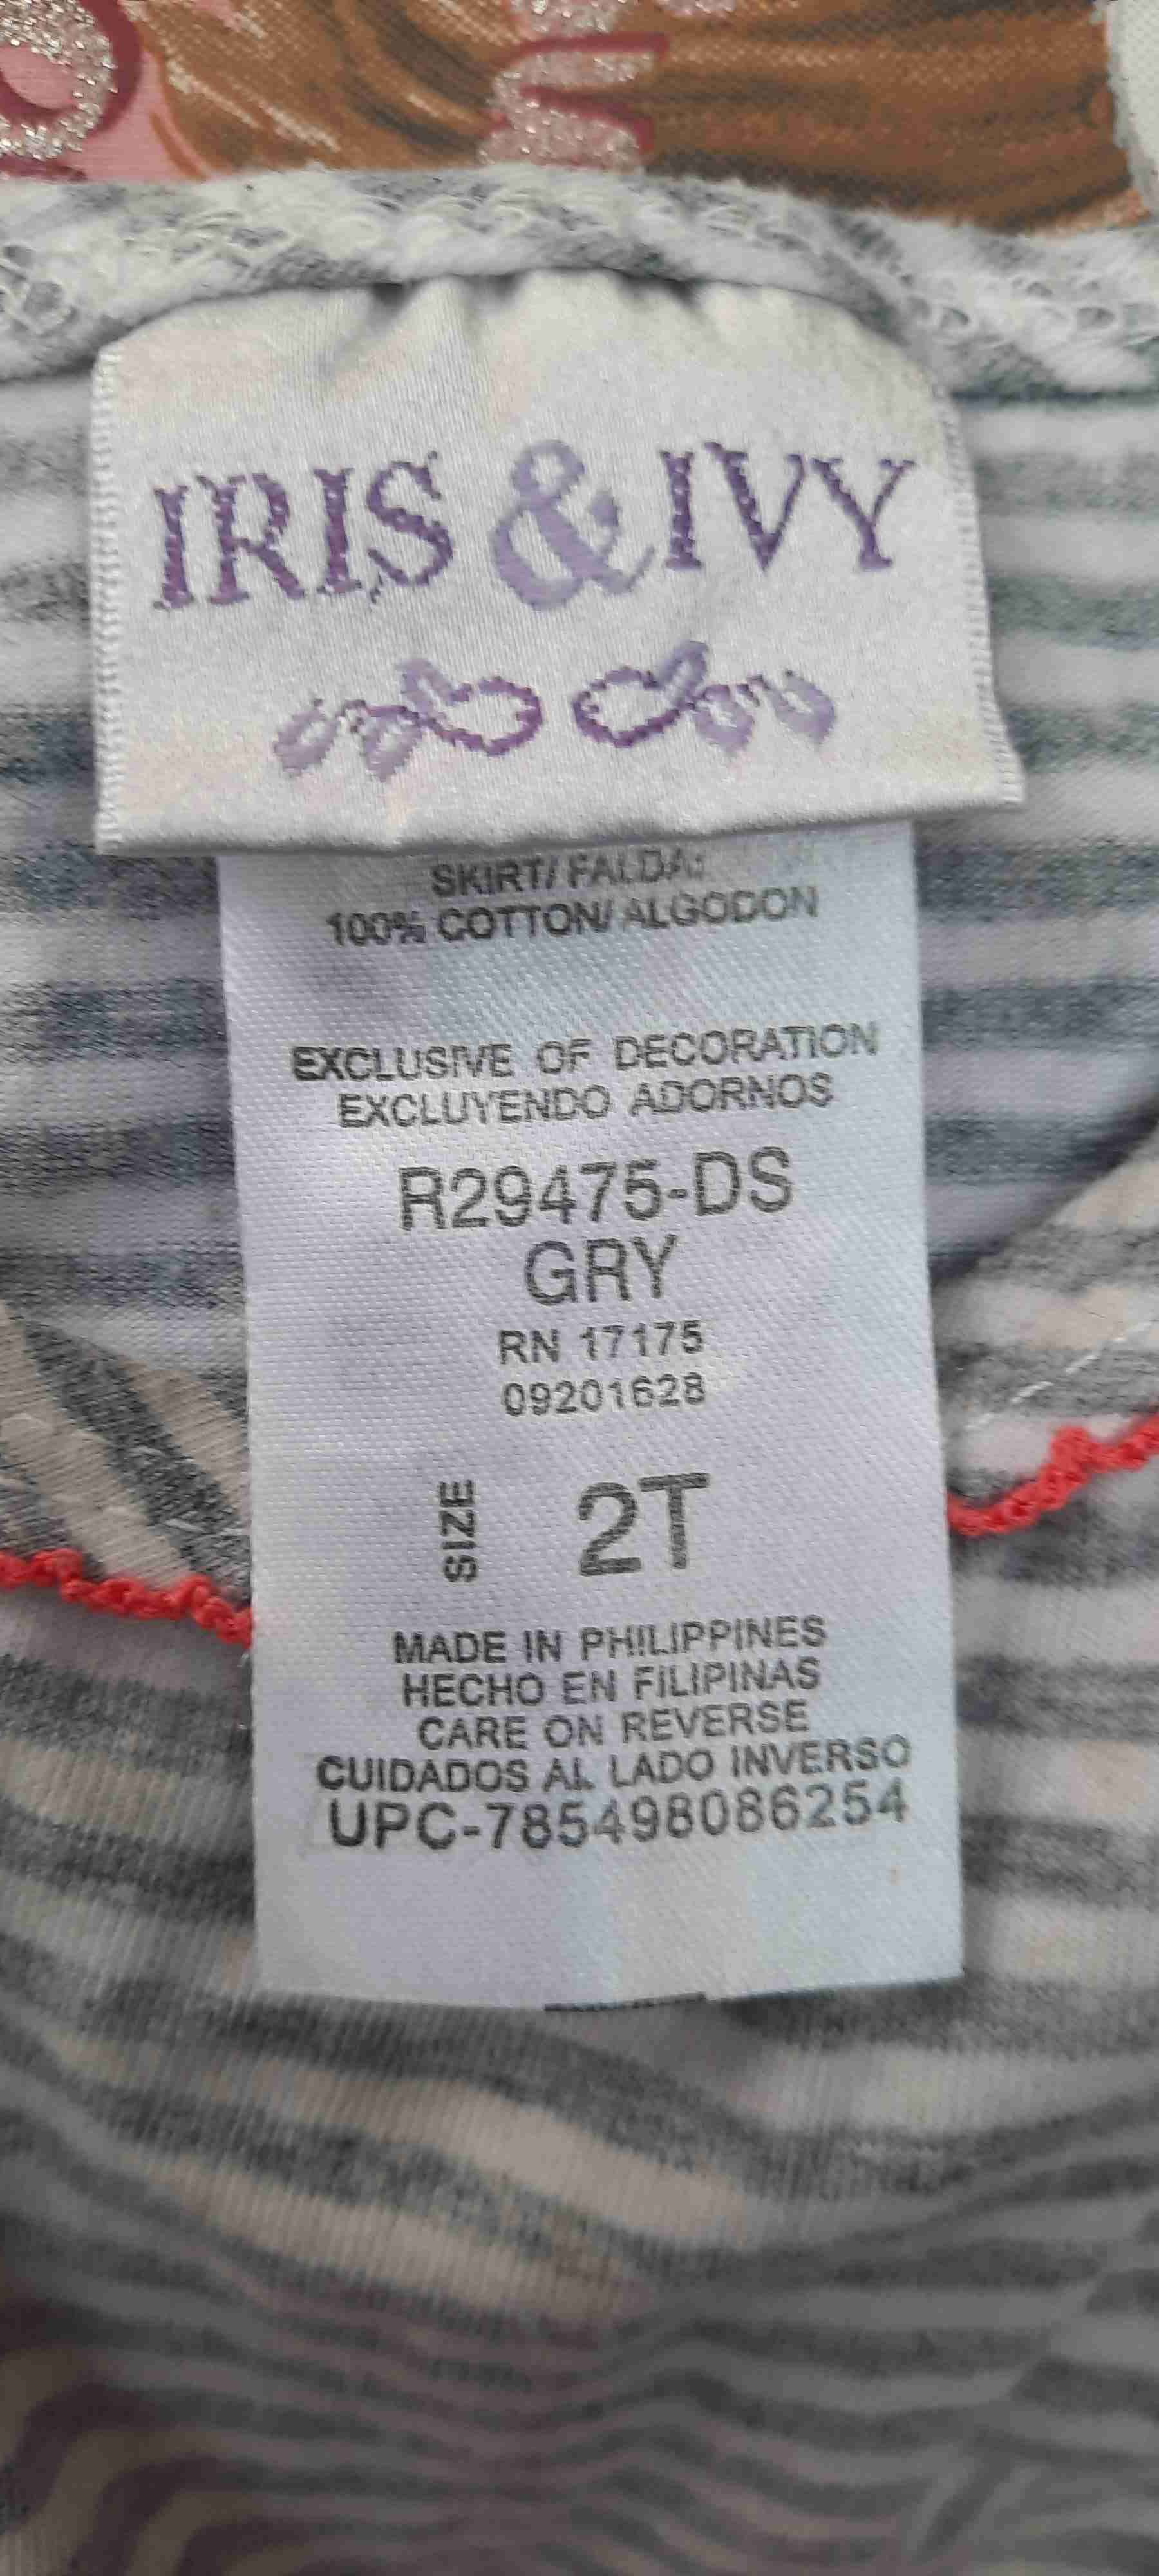 IRIS & IVY
SKIRT/ FALDA:
100% COTTON/ ALGODON
EXCLUSIVE OF DECORATION
EXCLUYENDO ADORNOS
R29475-DS
GRY
RN 17175
09201628
SIZE 2T
MADE IN PHILIPPINES
HECHO EN FILIPINAS
CARE ON REVERSE
CUIDADOS AL LADO INVERSO
UPC-785498086254